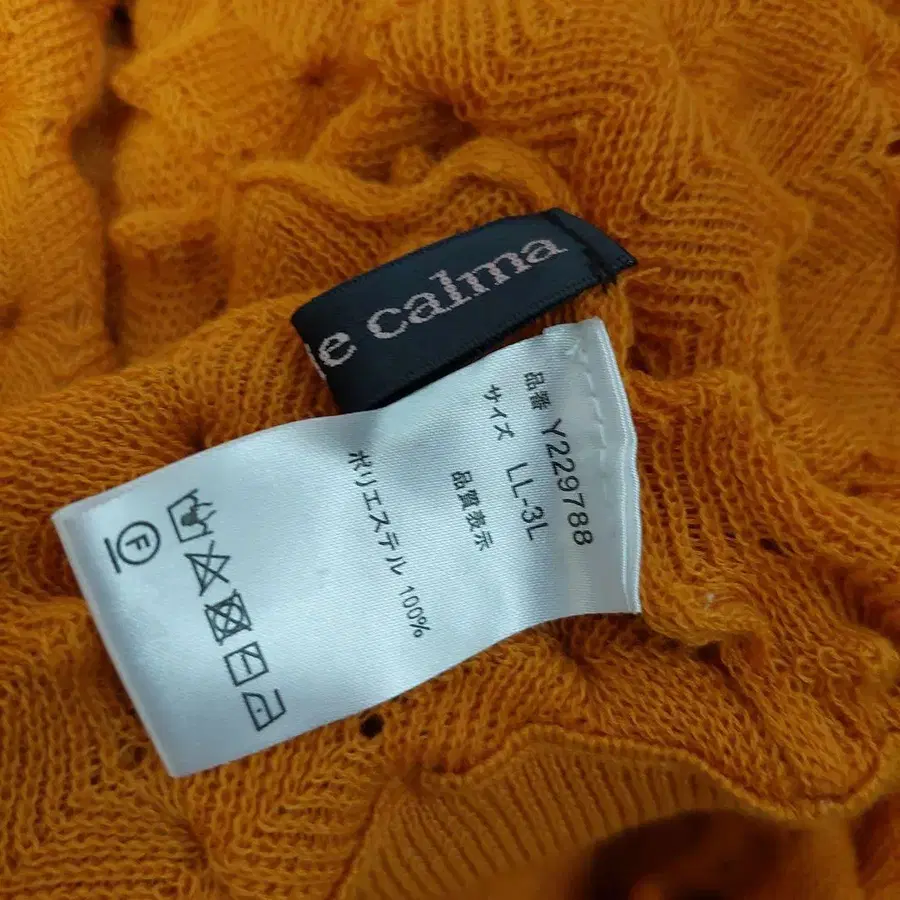 e calma
品番 Y229788
サイズ LL-3L
品質表示
ポリエステル 100%
F